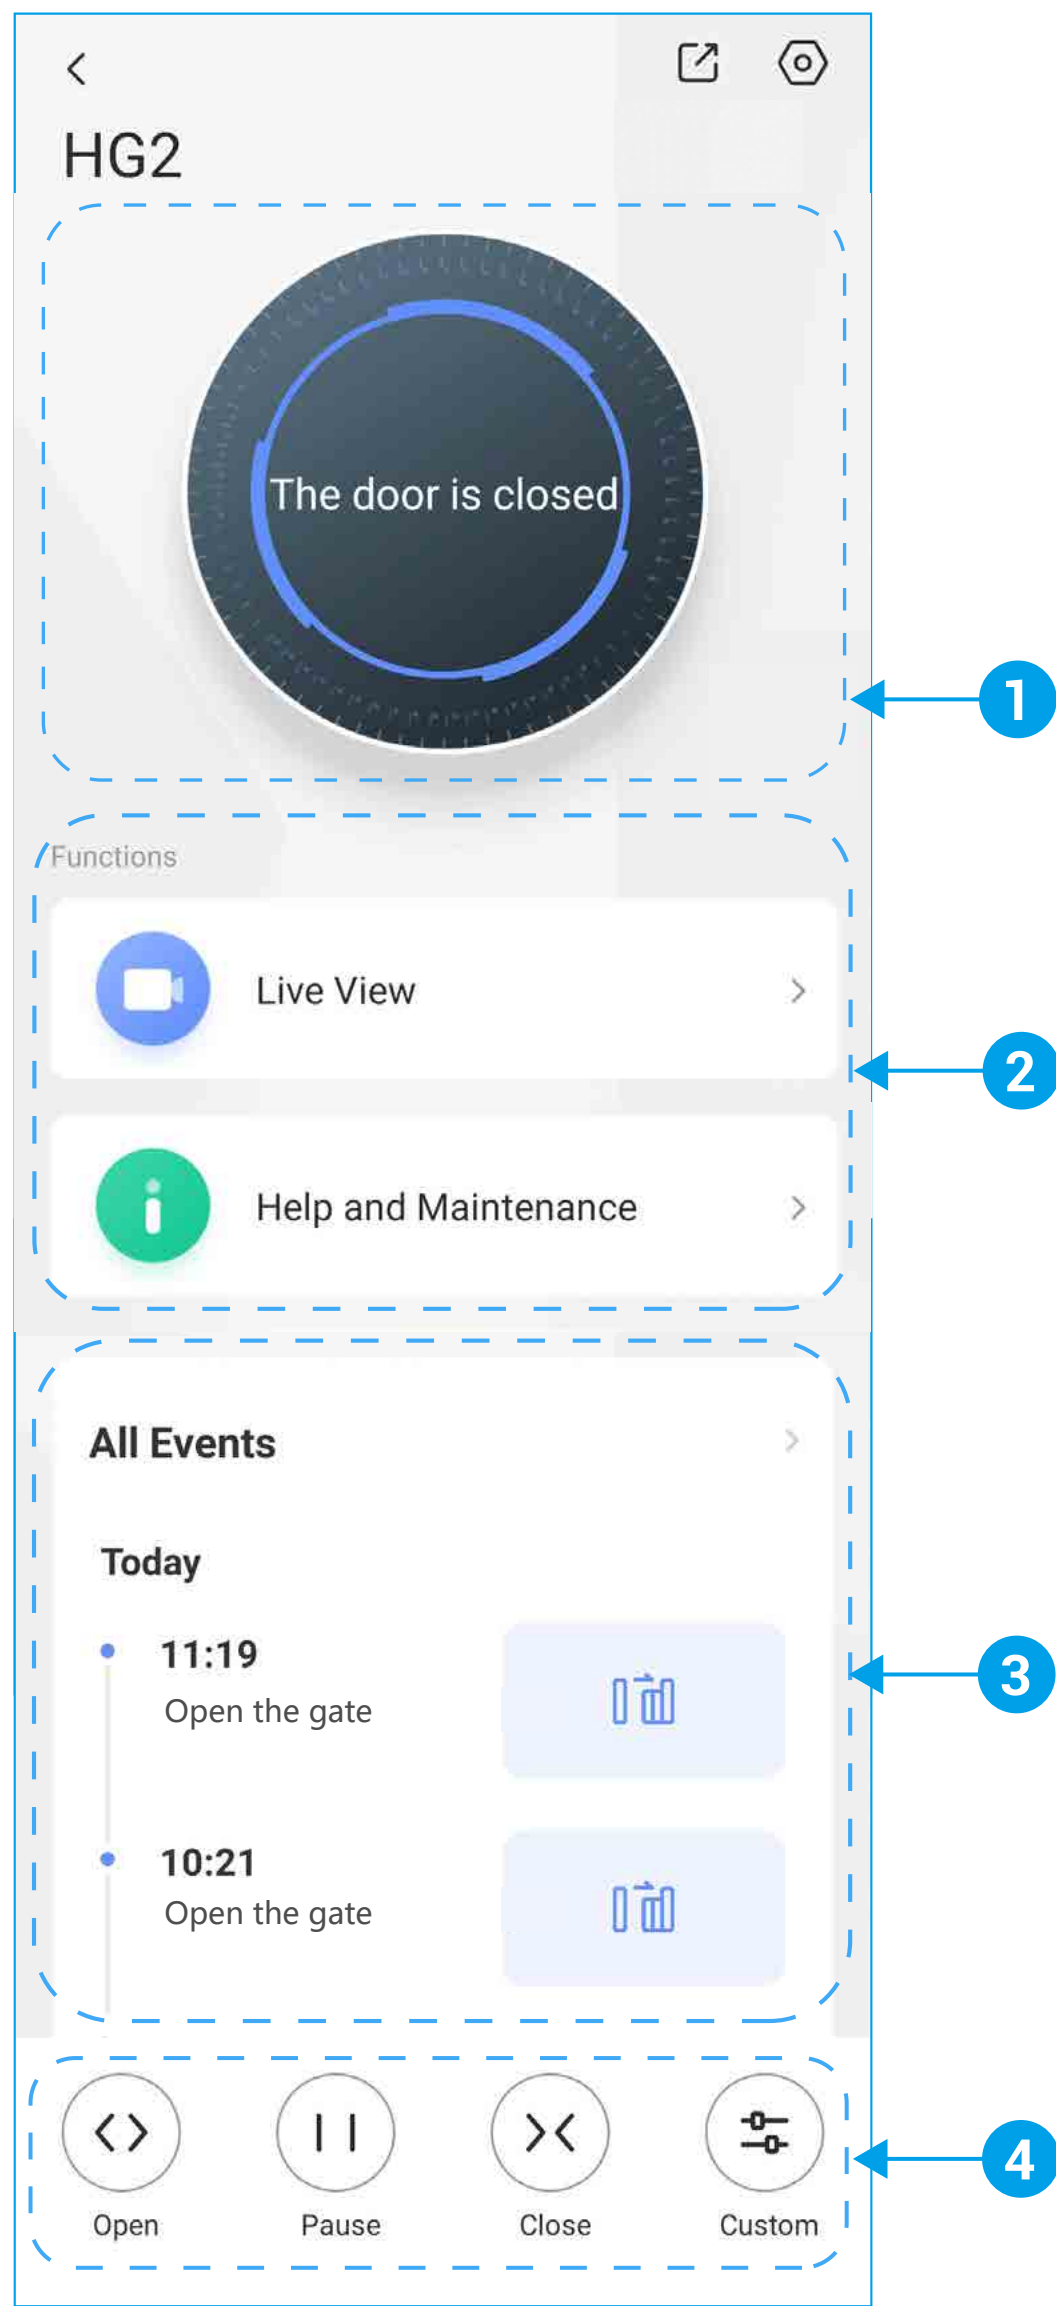 HG2
The door is closed
1
Functions
Live View
2
Help and Maintenance
All Events
Today
11:19
Open the gate
3
10:21
Open the gate
4
Open Pause Close Custom